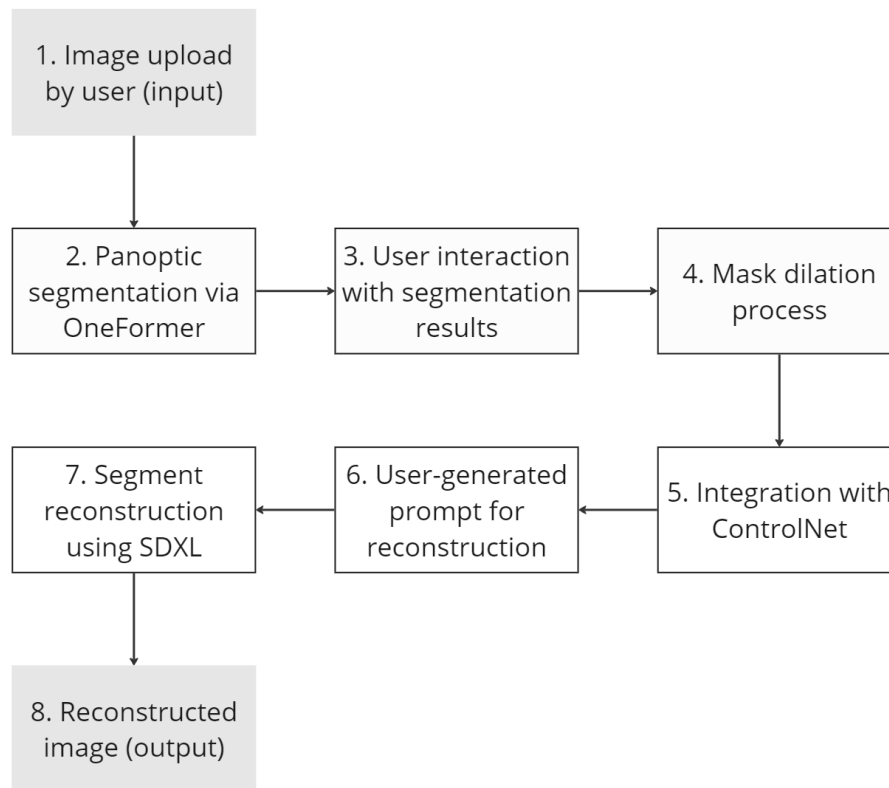 1. Image upload
by user (input)
2. Panoptic
segmentation via
OneFormer
3. User interaction
with segmentation
results
4. Mask dilation
process
5. Integration with
ControlNet
6. User-generated
prompt for
reconstruction
7. Segment
reconstruction
using SDXL
8. Reconstructed
image (output)